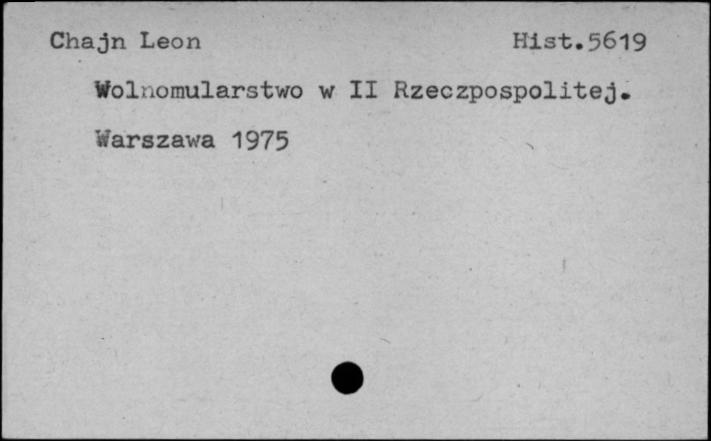 Chajn Leon Hist.5619
Wolnomularstwo w II Rzeczpospolitej.
Warszawa 1975